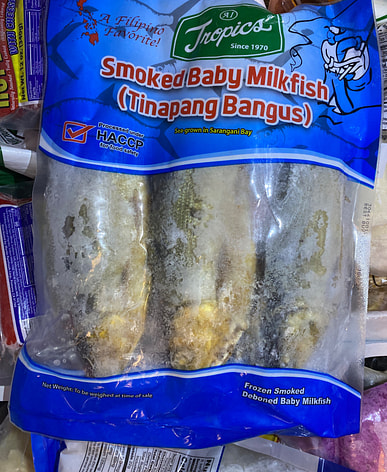 A Filipino
Favorite!
Tropics
Since 1970
Smoked Baby Milkfish
(Tinapang Bangus)
Sea grown in Sarangani Bay
Processed under
HACCP
for food safety
Net Weight: To be weighed at time of sale
Frozen Smoked
Deboned Baby Milkfish